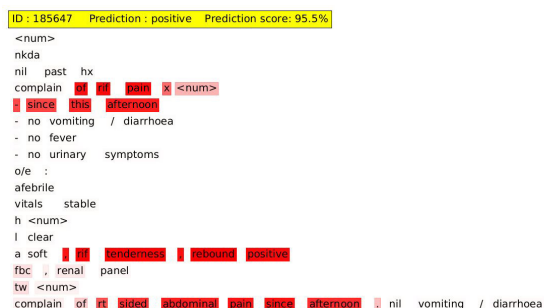 ID : 185647 Prediction : positive Prediction score: 95.5%
<num>
nkda
nil past hx
complain of rif pain x <num>
- since this afternoon
- no vomiting / diarrhoea
- no fever
- no urinary symptoms
o/e :
afebrile
vitals stable
h <num>
l clear
a soft , rif tenderness , rebound positive
fbc , renal panel
tw <num>
complain of rt sided abdominal pain since afternoon , nil vomiting / diarrhoea